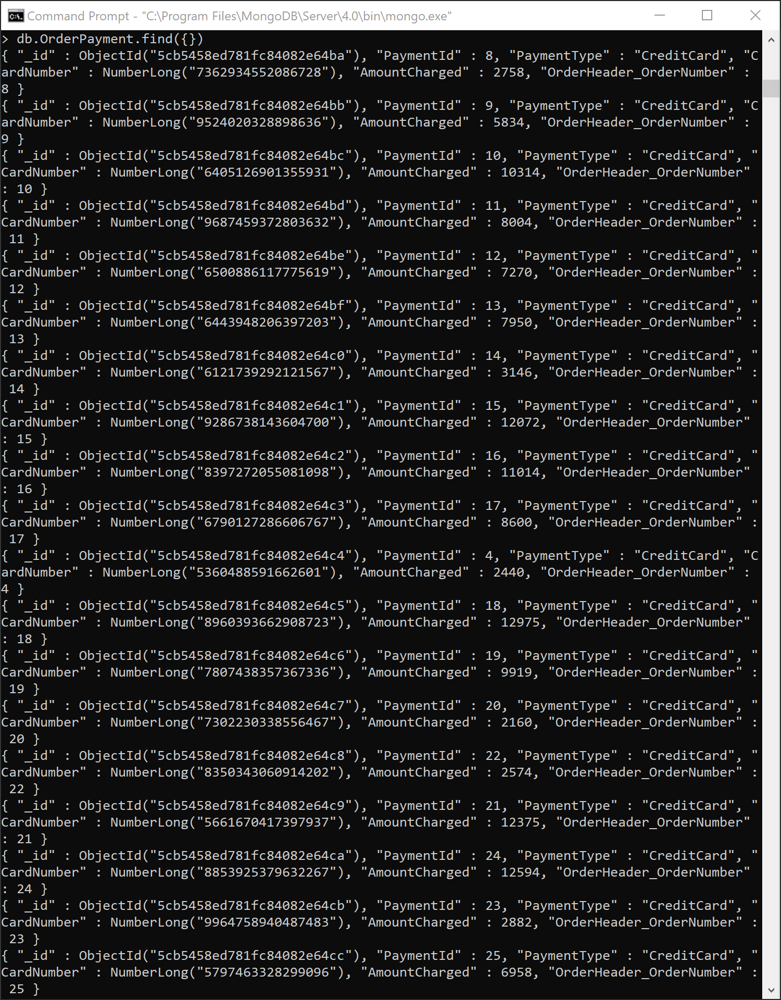 Command Prompt - "C:\Program Files\MongoDB\Server\4.0\bin\mongo.exe"
> db.OrderPayment.find({})
{ "_id" : ObjectId("5cb5458ed781fc84082e64ba"), "PaymentId" : 8, "PaymentType" : "CreditCard", "C
ardNumber" : NumberLong("7362934552086728"), "AmountCharged" : 2758, "OrderHeader_OrderNumber" :
8 }
{ "_id" : ObjectId("5cb5458ed781fc84082e64bb"), "PaymentId" : 9, "PaymentType" : "CreditCard", "C
ardNumber" : NumberLong("9524020328898636"), "AmountCharged" : 5834, "OrderHeader_OrderNumber" :
9 }
{ "_id" : ObjectId("5cb5458ed781fc84082e64bc"), "PaymentId" : 10, "PaymentType" : "CreditCard", "
CardNumber" : NumberLong("6405126901355931"), "AmountCharged" : 10314, "OrderHeader_OrderNumber"
: 10 }
{ "_id" : ObjectId("5cb5458ed781fc84082e64bd"), "PaymentId" : 11, "PaymentType" : "CreditCard", "
CardNumber" : NumberLong("9687459372803632"), "AmountCharged" : 8004, "OrderHeader_OrderNumber" :
 11 }
{ "_id" : ObjectId("5cb5458ed781fc84082e64be"), "PaymentId" : 12, "PaymentType" : "CreditCard", "
CardNumber" : NumberLong("6500886117775619"), "AmountCharged" : 7270, "OrderHeader_OrderNumber" :
 12 }
{ "_id" : ObjectId("5cb5458ed781fc84082e64bf"), "PaymentId" : 13, "PaymentType" : "CreditCard", "
CardNumber" : NumberLong("6443948206397203"), "AmountCharged" : 7950, "OrderHeader_OrderNumber" :
 13 }
{ "_id" : ObjectId("5cb5458ed781fc84082e64c0"), "PaymentId" : 14, "PaymentType" : "CreditCard", "
CardNumber" : NumberLong("6121739292121567"), "AmountCharged" : 3146, "OrderHeader_OrderNumber" :
 14 }
{ "_id" : ObjectId("5cb5458ed781fc84082e64c1"), "PaymentId" : 15, "PaymentType" : "CreditCard", "
CardNumber" : NumberLong("9286738143604700"), "AmountCharged" : 12072, "OrderHeader_OrderNumber"
: 15 }
{ "_id" : ObjectId("5cb5458ed781fc84082e64c2"), "PaymentId" : 16, "PaymentType" : "CreditCard", "
CardNumber" : NumberLong("8397272055081098"), "AmountCharged" : 11014, "OrderHeader_OrderNumber"
: 16 }
{ "_id" : ObjectId("5cb5458ed781fc84082e64c3"), "PaymentId" : 17, "PaymentType" : "CreditCard", "
CardNumber" : NumberLong("6790127286606767"), "AmountCharged" : 8600, "OrderHeader_OrderNumber" :
 17 }
{ "_id" : ObjectId("5cb5458ed781fc84082e64c4"), "PaymentId" : 4, "PaymentType" : "CreditCard", "C
ardNumber" : NumberLong("5360488591662601"), "AmountCharged" : 2440, "OrderHeader_OrderNumber" :
4 }
{ "_id" : ObjectId("5cb5458ed781fc84082e64c5"), "PaymentId" : 18, "PaymentType" : "CreditCard", "
CardNumber" : NumberLong("8960393662908723"), "AmountCharged" : 12975, "OrderHeader_OrderNumber"
: 18 }
{ "_id" : ObjectId("5cb5458ed781fc84082e64c6"), "PaymentId" : 19, "PaymentType" : "CreditCard", "
CardNumber" : NumberLong("7807438357367336"), "AmountCharged" : 9919, "OrderHeader_OrderNumber" :
 19 }
{ "_id" : ObjectId("5cb5458ed781fc84082e64c7"), "PaymentId" : 20, "PaymentType" : "CreditCard", "
CardNumber" : NumberLong("7302230338556467"), "AmountCharged" : 2160, "OrderHeader_OrderNumber" :
 20 }
{ "_id" : ObjectId("5cb5458ed781fc84082e64c8"), "PaymentId" : 22, "PaymentType" : "CreditCard", "
CardNumber" : NumberLong("8350343060914202"), "AmountCharged" : 2574, "OrderHeader_OrderNumber" :
 22 }
{ "_id" : ObjectId("5cb5458ed781fc84082e64c9"), "PaymentId" : 21, "PaymentType" : "CreditCard", "
CardNumber" : NumberLong("5661670417397937"), "AmountCharged" : 12375, "OrderHeader_OrderNumber"
: 21 }
{ "_id" : ObjectId("5cb5458ed781fc84082e64ca"), "PaymentId" : 24, "PaymentType" : "CreditCard", "
CardNumber" : NumberLong("8853925379632267"), "AmountCharged" : 12594, "OrderHeader_OrderNumber"
: 24 }
{ "_id" : ObjectId("5cb5458ed781fc84082e64cb"), "PaymentId" : 23, "PaymentType" : "CreditCard", "
CardNumber" : NumberLong("9964758940487483"), "AmountCharged" : 2882, "OrderHeader_OrderNumber" :
 23 }
{ "_id" : ObjectId("5cb5458ed781fc84082e64cc"), "PaymentId" : 25, "PaymentType" : "CreditCard", "
CardNumber" : NumberLong("5797463328299096"), "AmountCharged" : 6958, "OrderHeader_OrderNumber" :
 25 }